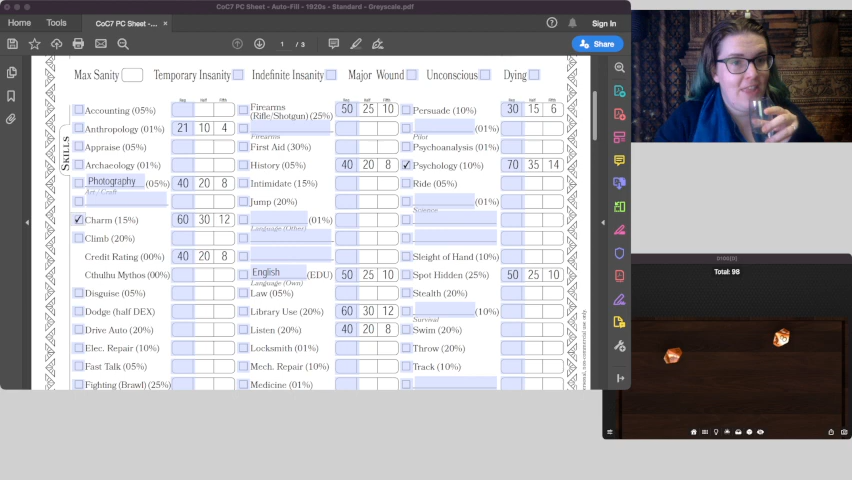 CoC7 PC Sheet - Auto-Fill - 1920s - Standard - Greyscale.pdf
Home Tools CoC7 PC Sheet -... × Sign In
1 / 3 Share
Max Sanity Temporary Insanity Indefinite Insanity Major Wound Unconscious Dying
SKILLS
Accounting (05%)
Anthropology (01%) 21 10 4
Appraise (05%)
Archaeology (01%)
Photography (05%) 40 20 8
Art / Craft
Charm (15%) 60 30 12
Climb (20%)
Credit Rating (00%) 40 20 8
Cthulhu Mythos (00%)
Disguise (05%)
Dodge (half DEX)
Drive Auto (20%)
Elec. Repair (10%)
Fast Talk (05%)
Fighting (Brawl) (25%)
Firearms
(Rifle/Shotgun) (25%) 50 25 10
Firearms
First Aid (30%)
History (05%) 40 20 8
Intimidate (15%)
Jump (20%)
(01%)
Language (Other)
English (EDU) 50 25 10
Language (Own)
Law (05%)
Library Use (20%) 60 30 12
Listen (20%) 40 20 8
Locksmith (01%)
Mech. Repair (10%)
Medicine (01%)
Persuade (10%) 30 15 6
(01%)
Pilot
Psychoanalysis (01%)
Psychology (10%) 70 35 14
Ride (05%)
(01%)
Science
Sleight of Hand (10%)
Spot Hidden (25%) 50 25 10
Stealth (20%)
(10%)
Survival
Swim (20%)
Throw (20%)
Track (10%)
Total: 98